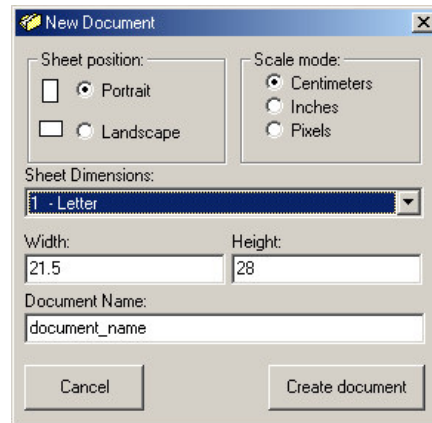 New Document
Sheet position:
Portrait
Landscape
Scale mode:
Centimeters
Inches
Pixels
Sheet Dimensions:
1 - Letter
Width:
Height:
21.5
28
Document Name:
document_name
Cancel
Create document